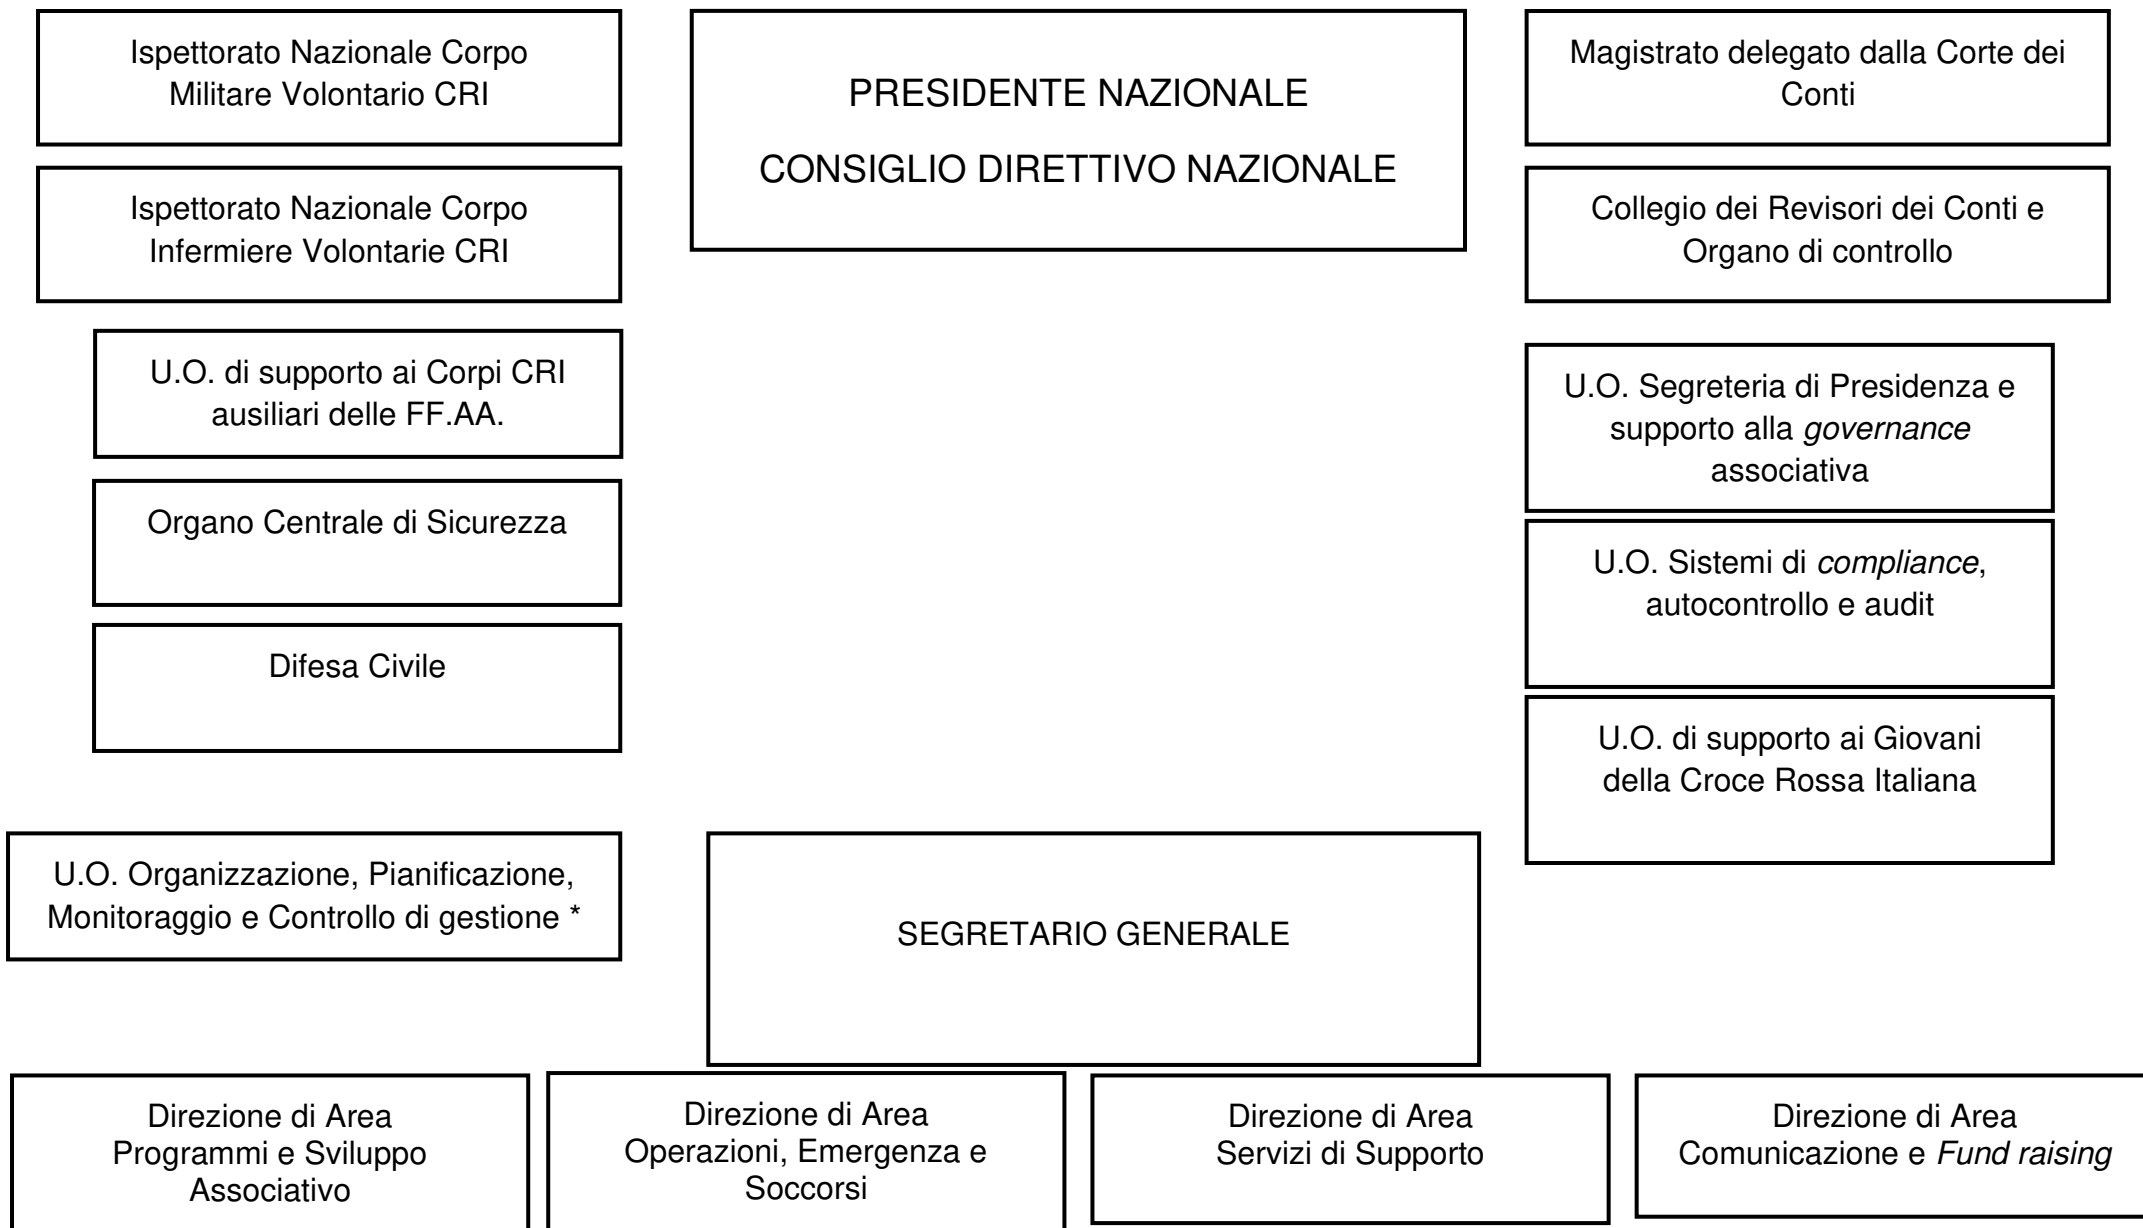 Ispettorato Nazionale Corpo
Militare Volontario CRI
PRESIDENTE NAZIONALE
CONSIGLIO DIRETTIVO NAZIONALE
Magistrato delegato dalla Corte dei
Conti
Ispettorato Nazionale Corpo
Infermiere Volontarie CRI
Collegio dei Revisori dei Conti e
Organo di controllo
U.O. di supporto ai Corpi CRI
ausiliari delle FF.AA.
U.O. Segreteria di Presidenza e
supporto alla governance
associativa
Organo Centrale di Sicurezza
U.O. Sistemi di compliance,
autocontrollo e audit
Difesa Civile
U.O. di supporto ai Giovani
della Croce Rossa Italiana
U.O. Organizzazione, Pianificazione,
Monitoraggio e Controllo di gestione *
SEGRETARIO GENERALE
Direzione di Area
Programmi e Sviluppo
Associativo
Direzione di Area
Operazioni, Emergenza e
Soccorsi
Direzione di Area
Servizi di Supporto
Direzione di Area
Comunicazione e Fund raising